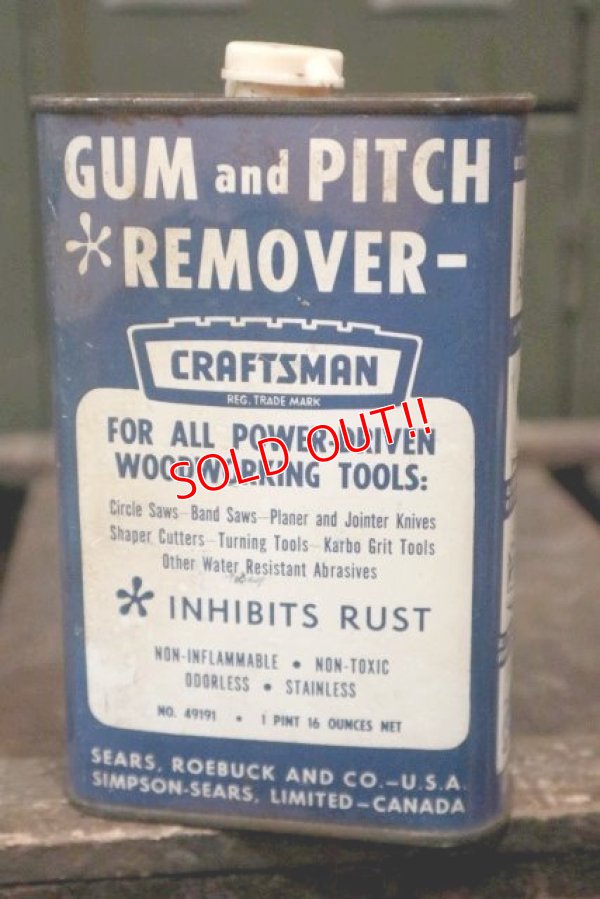 GUM and PITCH
*REMOVER-
CRAFTSMAN
REG. TRADE MARK
FOR ALL POWER-DRIVEN
WOODWORKING TOOLS:
SOLD OUT!!
Circle Saws-Band Saws-Planer and Jointer Knives
Shaper Cutters-Turning Tools-Karbo Grit Tools
Other Water Resistant Abrasives
* INHIBITS RUST
NON-INFLAMMABLE • NON-TOXIC
ODORLESS • STAINLESS
NO. 49191 • 1 PINT 16 OUNCES NET
SEARS, ROEBUCK AND CO.-U.S.A.
SIMPSON-SEARS, LIMITED-CANADA